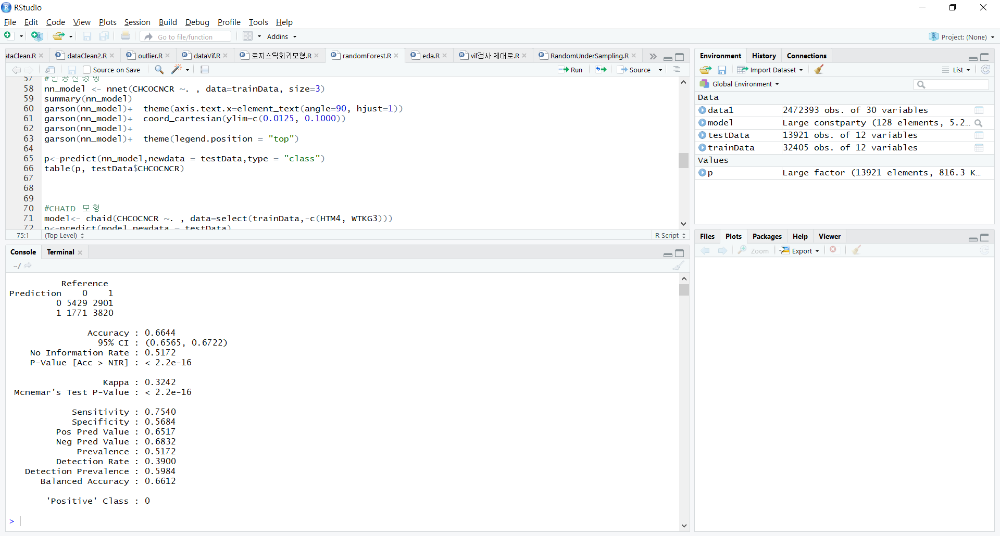 RStudio
File Edit Code View Plots Session Build Debug Profile Tools Help
Go to file/function Addins Project: (None)
ataClean.R dataClean2.R outlier.R dataVif.R 로지스틱회귀모형.R randomForest.R eda.R vif검사 제대로.R RandomUnderSampling.R
Source on Save Run Source
57 #인공신경망
58 nn_model <- nnet(CHCOCNCR ~. , data=trainData, size=3)
59 summary(nn_model)
60 garson(nn_model)+  theme(axis.text.x=element_text(angle=90, hjust=1))
61 garson(nn_model)+  coord_cartesian(ylim=c(0.0125, 0.1000))
62 garson(nn_model)+
63 garson(nn_model)+  theme(legend.position = "top")
64
65 p<-predict(nn_model,newdata = testData,type = "class")
66 table(p, testData$CHCOCNCR)
67
68
69
70 #CHAID 모형
71 model<- chaid(CHCOCNCR ~. , data=select(trainData,-c(HTM4, WTKG3)))
72 p<-predict(model,newdata = testData)
75:1 (Top Level) R Script
Console Terminal
~/
Reference
Prediction    0    1
0 5429 2901
1 1771 3820
Accuracy : 0.6644
95% CI : (0.6565, 0.6722)
No Information Rate : 0.5172
P-Value [Acc > NIR] : < 2.2e-16
Kappa : 0.3242
Mcnemar's Test P-Value : < 2.2e-16
Sensitivity : 0.7540
Specificity : 0.5684
Pos Pred Value : 0.6517
Neg Pred Value : 0.6832
Prevalence : 0.5172
Detection Rate : 0.3900
Detection Prevalence : 0.5984
Balanced Accuracy : 0.6612
'Positive' Class : 0
>
Environment History Connections
Import Dataset List
Global Environment
Data
data1 2472393 obs. of 30 variables
model Large constparty (128 elements, 5.2…
testData 13921 obs. of 12 variables
trainData 32405 obs. of 12 variables
Values
p Large factor (13921 elements, 816.3 K…
Files Plots Packages Help Viewer
Zoom Export